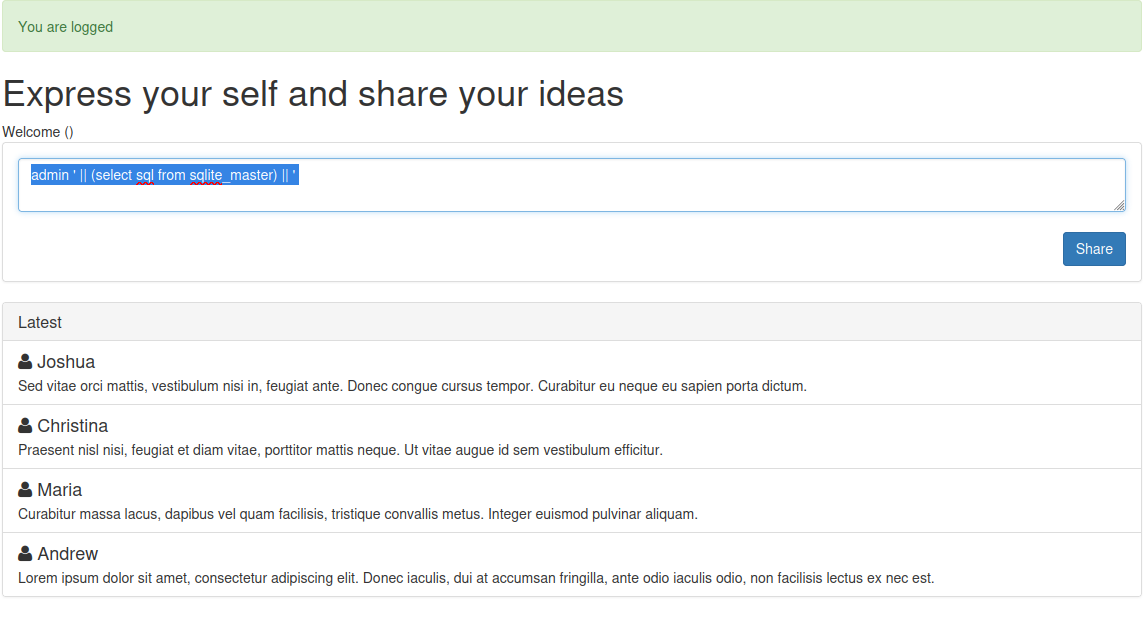 You are logged
Express your self and share your ideas
Welcome ()
admin ' || (select sql from sqlite_master) || '
Share
Latest
Joshua
Sed vitae orci mattis, vestibulum nisi in, feugiat ante. Donec congue cursus tempor. Curabitur eu neque eu sapien porta dictum.
Christina
Praesent nisl nisi, feugiat et diam vitae, porttitor mattis neque. Ut vitae augue id sem vestibulum efficitur.
Maria
Curabitur massa lacus, dapibus vel quam facilisis, tristique convallis metus. Integer euismod pulvinar aliquam.
Andrew
Lorem ipsum dolor sit amet, consectetur adipiscing elit. Donec iaculis, dui at accumsan fringilla, ante odio iaculis odio, non facilisis lectus ex nec est.